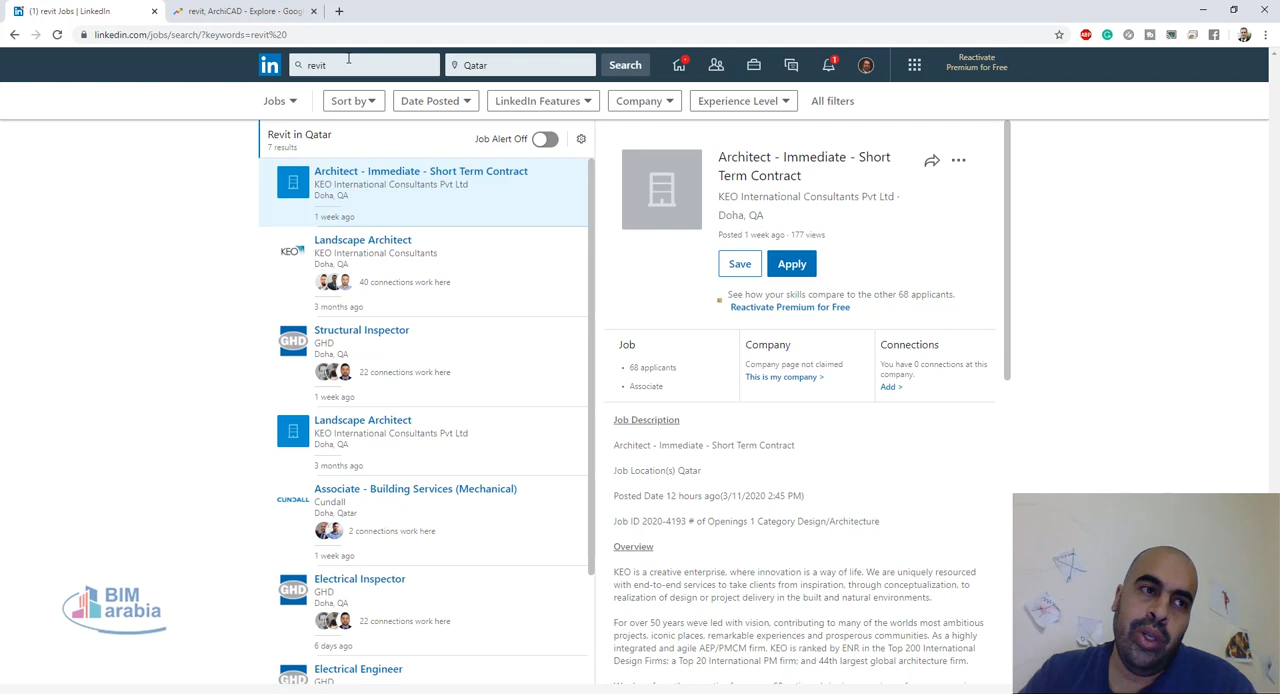 (1) revit Jobs | LinkedIn
revit, ArchiCAD - Explore - Goog
linkedin.com/jobs/search/?keywords=revit%20
in
revit
Qatar
Search
1
Reactivate
Premium for Free
Jobs
Sort by
Date Posted
LinkedIn Features
Company
Experience Level
All filters
Revit in Qatar
7 results
Job Alert Off
Architect - Immediate - Short Term Contract
KEO International Consultants Pvt Ltd
Doha, QA
1 week ago
KEO
Landscape Architect
KEO International Consultants
Doha, QA
40 connections work here
3 months ago
GHD
Structural Inspector
GHD
Doha, QA
22 connections work here
1 week ago
Landscape Architect
KEO International Consultants Pvt Ltd
Doha, QA
3 months ago
CUNDALL
Associate - Building Services (Mechanical)
Cundall
Doha, Qatar
2 connections work here
1 week ago
GHD
Electrical Inspector
GHD
Doha, QA
22 connections work here
6 days ago
GHD
Electrical Engineer
GHD
Architect - Immediate - Short
Term Contract
KEO International Consultants Pvt Ltd ·
Doha, QA
Posted 1 week ago · 177 views
Save
Apply
See how your skills compare to the other 68 applicants.
Reactivate Premium for Free
Job
· 68 applicants
· Associate
Company
Company page not claimed
This is my company >
Connections
You have 0 connections at this
company.
Add >
Job Description
Architect - Immediate - Short Term Contract
Job Location(s) Qatar
Posted Date 12 hours ago(3/11/2020 2:45 PM)
Job ID 2020-4193 # of Openings 1 Category Design/Architecture
Overview
KEO is a creative enterprise, where innovation is a way of life. We are uniquely resourced
with end-to-end services to take clients from inspiration, through conceptualization, to
realization of design or project delivery in the built and natural environments.
For over 50 years weve led with vision, contributing to many of the worlds most ambitious
projects, iconic places, remarkable experiences and prosperous communities. As a highly
integrated and agile AEP/PMCM firm, KEO is ranked by ENR in the Top 200 International
Design Firms; a Top 20 International PM firm; and 44th largest global architecture firm.
BIM
arabia